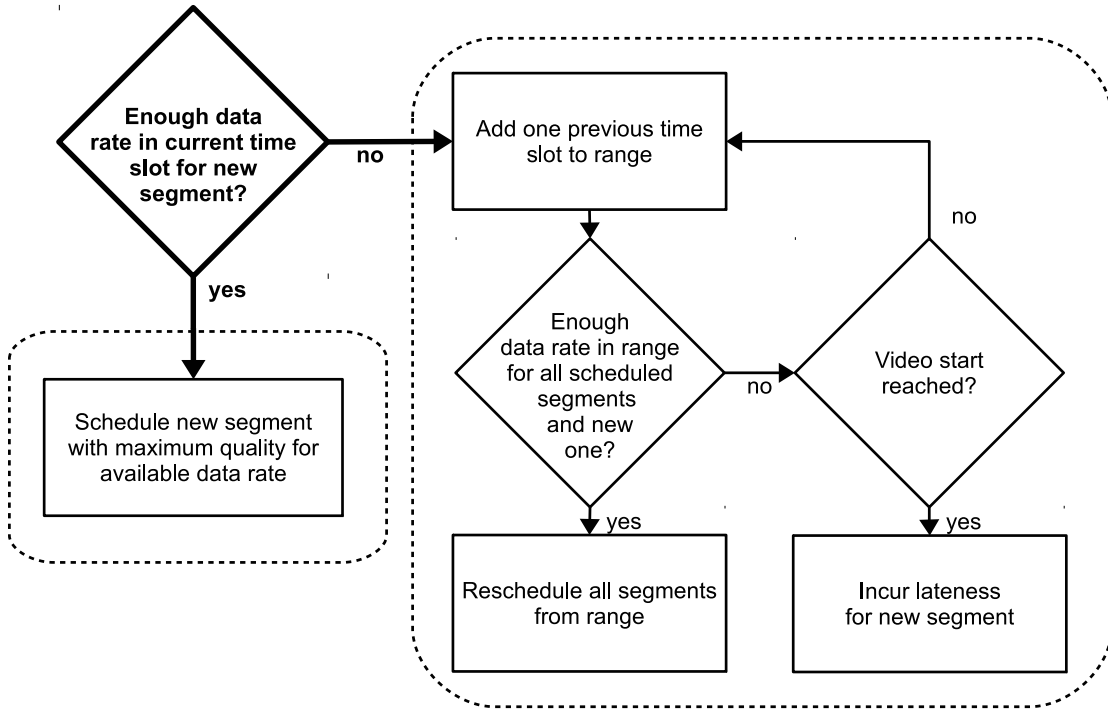 Enough data
rate in current time
slot for new
segment?
no
yes
Schedule new segment
with maximum quality for
available data rate
Add one previous time
slot to range
Enough
data rate in range
for all scheduled
segments
and new
one?
no
yes
Video start
reached?
no
yes
Reschedule all segments
from range
Incur lateness
for new segment